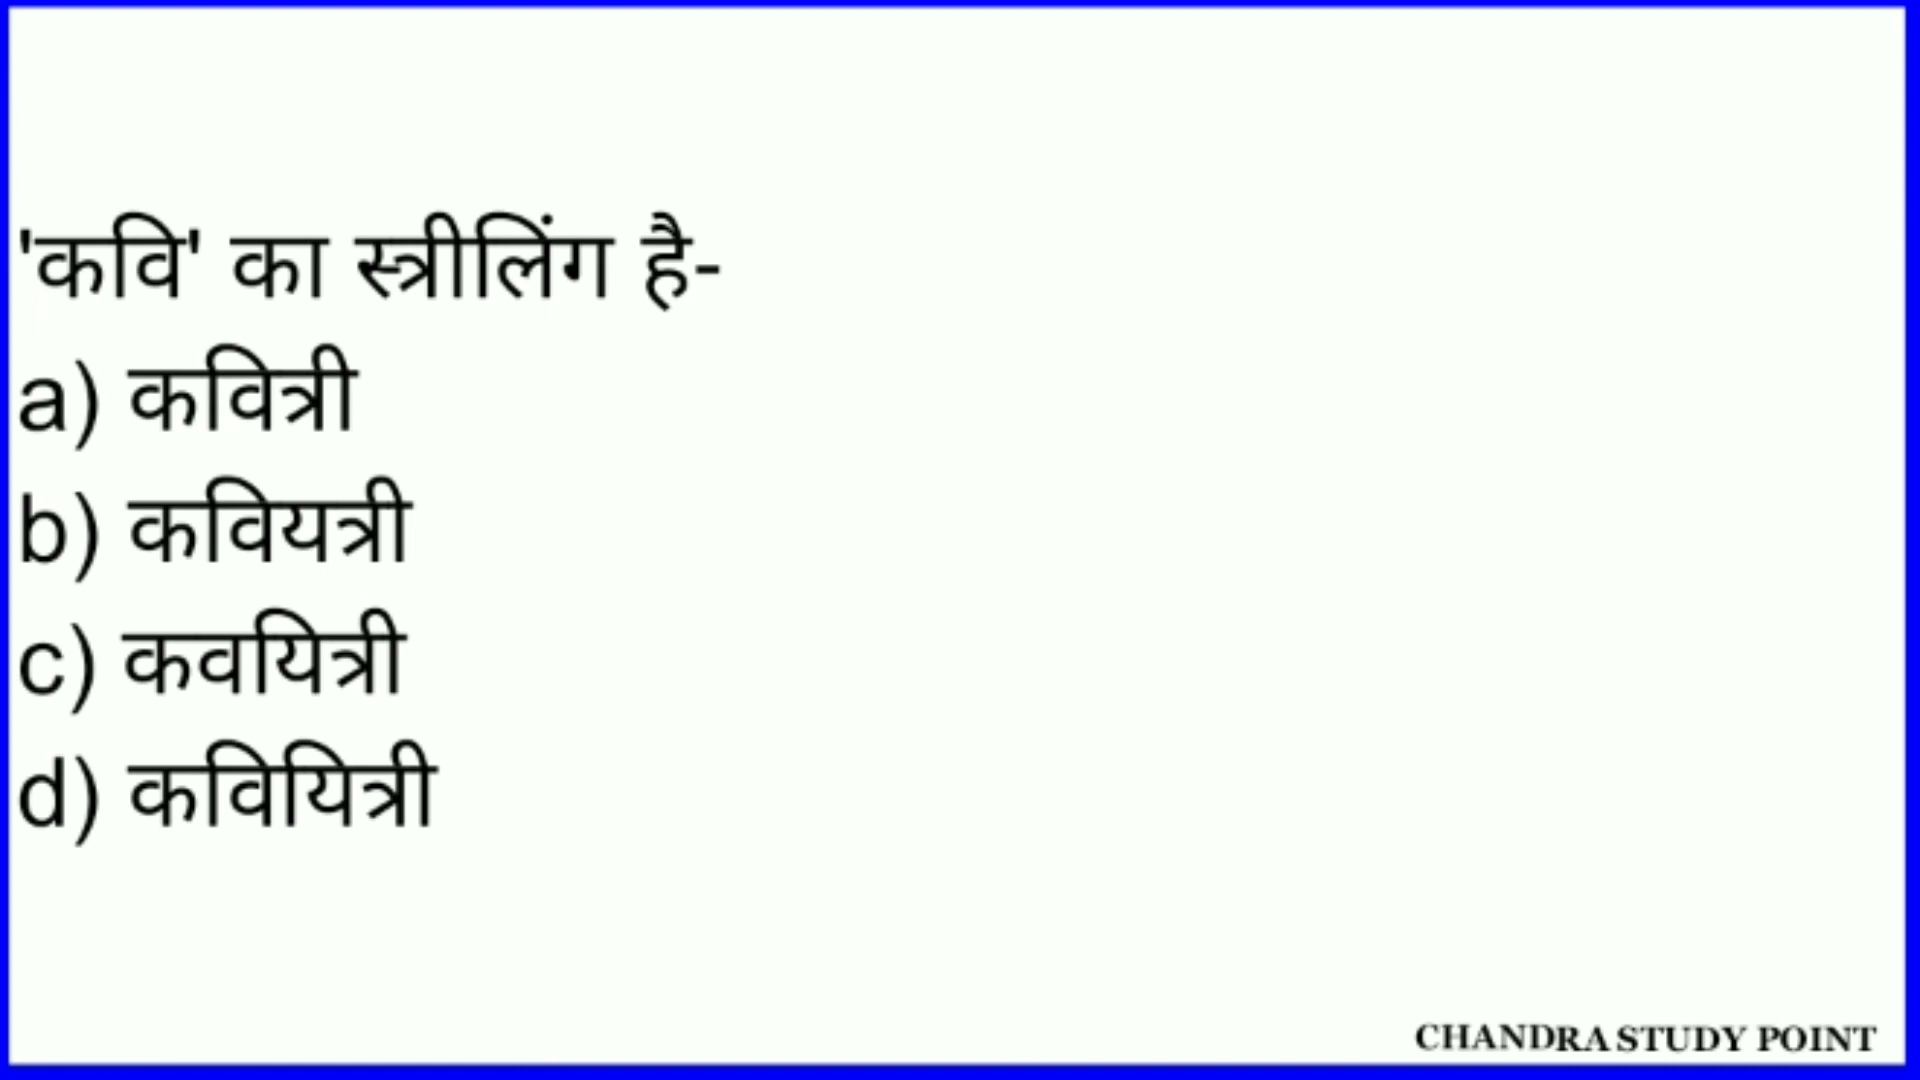 'कवि' का स्त्रीलिंग है-
a) कवित्री
b) कवियत्री
c) कवयित्री
d) कवियित्री
CHANDRA STUDY POINT